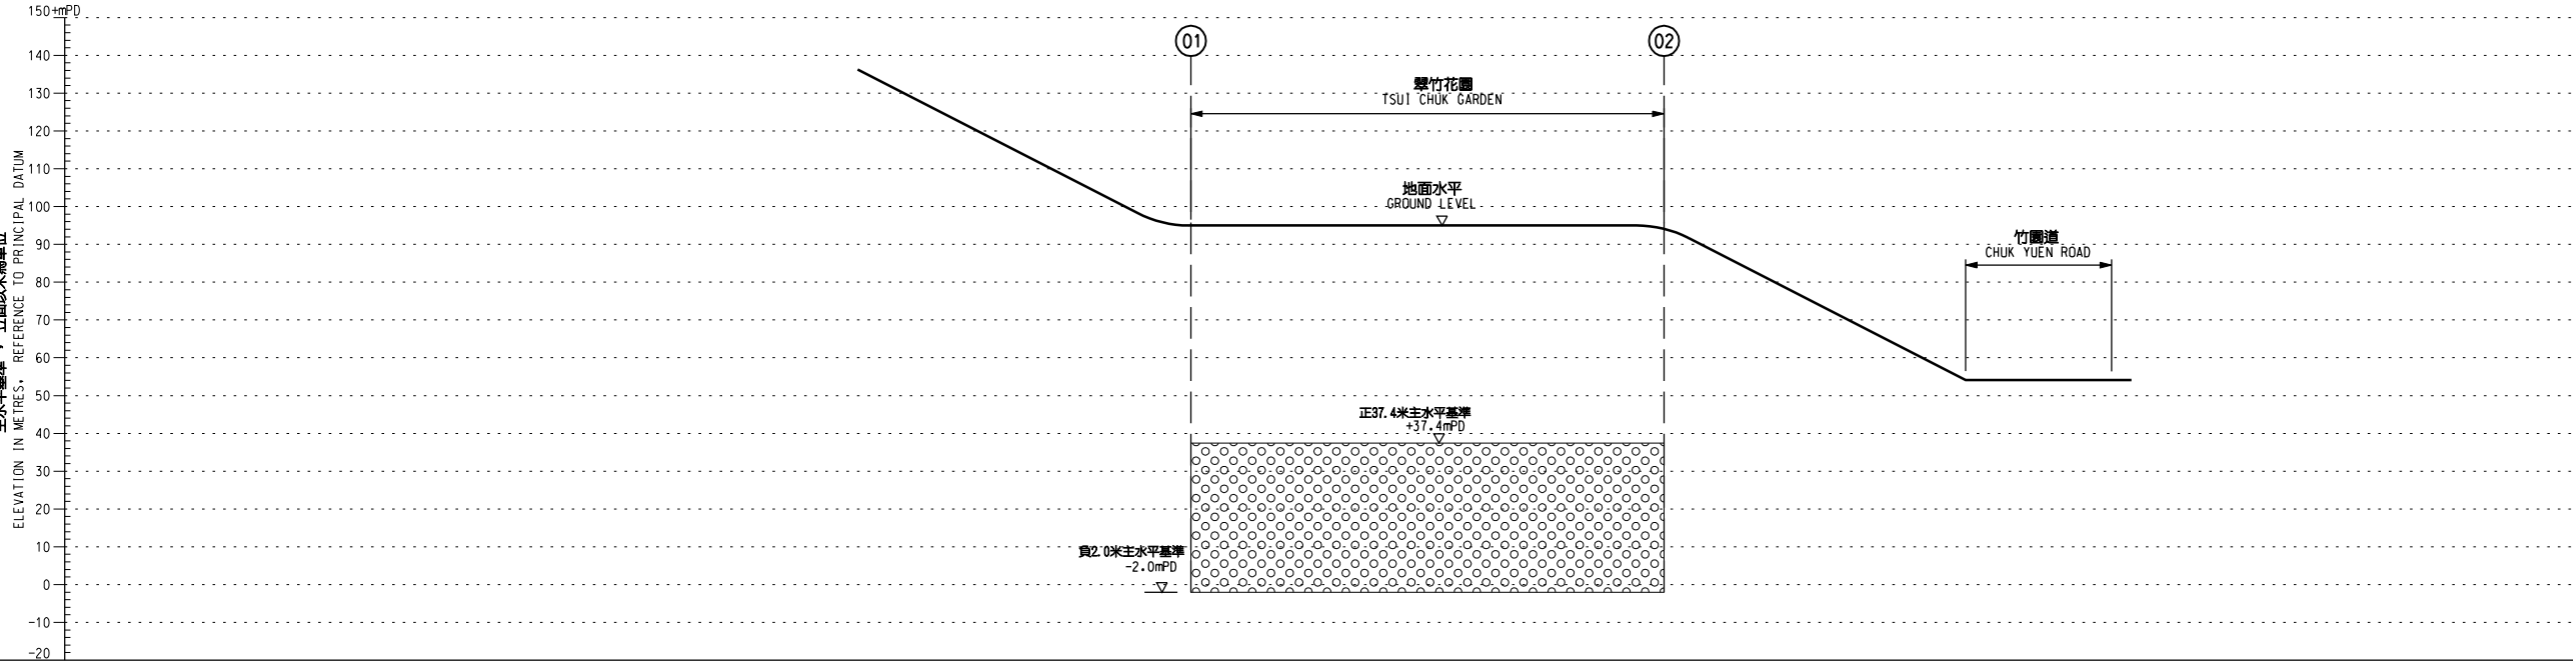 150+mPD
140
130
120
110
100
90
80
70
60
50
40
30
20
10
0
-10
-20
ELEVATION IN METRES. REFERENCE TO PRINCIPAL DATUM
01
02
翠竹花園
TSUI CHUK GARDEN
地面水平
GROUND LEVEL
竹園道
CHUK YUEN ROAD
正37.4米主水平基準
+37.4mPD
負2.0米主水平基準
-2.0mPD